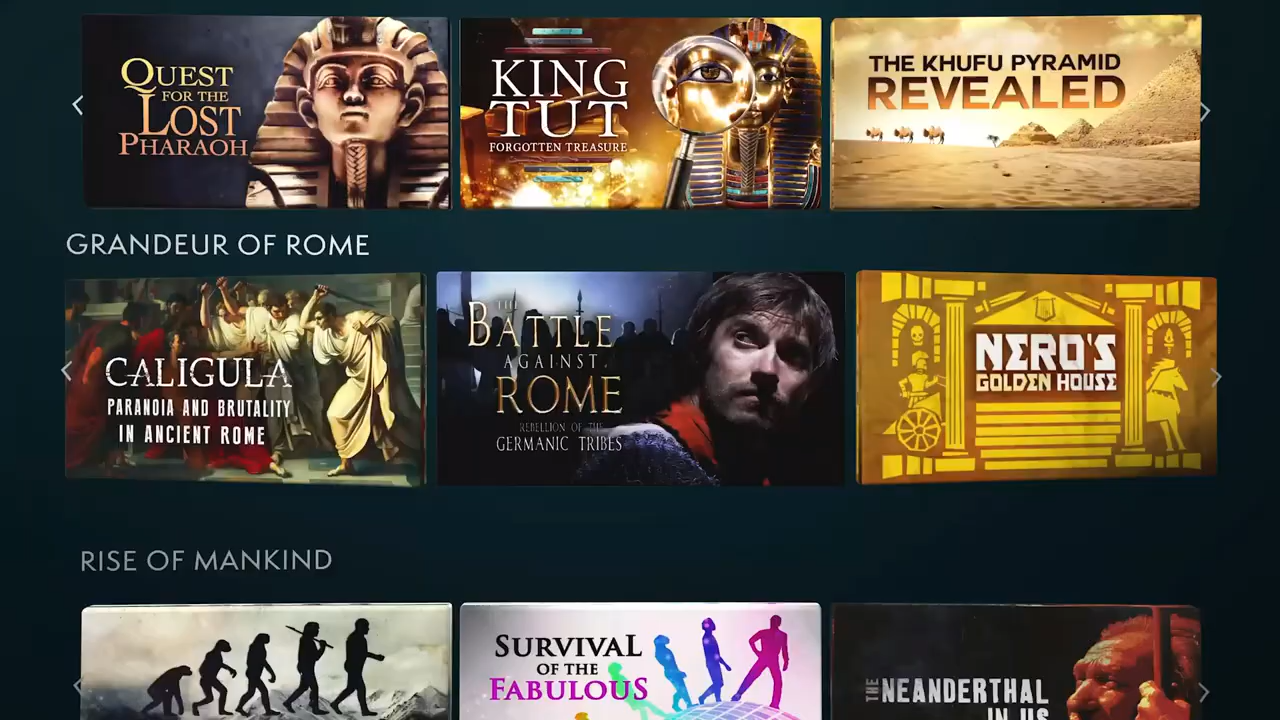 QUEST
FOR THE
LOST
PHARAOH
KING
TUT
FORGOTTEN TREASURE
THE KHUFU PYRAMID
REVEALED
GRANDEUR OF ROME
CALIGULA
PARANOIA AND BRUTALITY
IN ANCIENT ROME
THE
BATTLE
AGAINST
ROME
REBELLION OF THE
GERMANIC TRIBES
NERO'S
GOLDEN HOUSE
RISE OF MANKIND
SURVIVAL
OF THE
FABULOUS
THE NEANDERTHAL
IN US